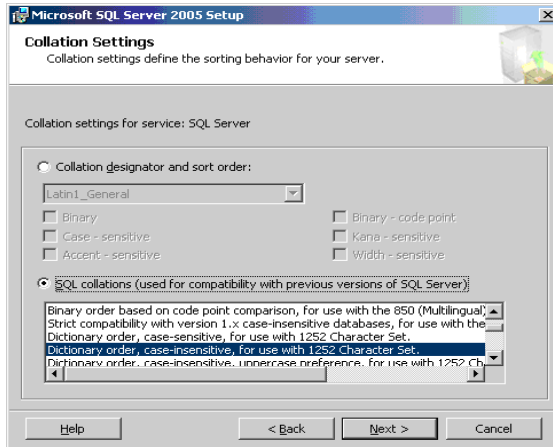 Microsoft SQL Server 2005 Setup
Collation Settings
Collation settings define the sorting behavior for your server.
Collation settings for service: SQL Server
Collation designator and sort order:
Latin1_General
Binary
Binary - code point
Case - sensitive
Kana - sensitive
Accent - sensitive
Width - sensitive
SQL collations (used for compatibility with previous versions of SQL Server)
Binary order based on code point comparison, for use with the 850 (Multilingual)
Strict compatibility with version 1.x case-insensitive databases, for use with the
Dictionary order, case-sensitive, for use with 1252 Character Set.
Dictionary order, case-insensitive, for use with 1252 Character Set.
Dictionary order, case-insensitive, uppercase preference, for use with 1252 Ch
Help
< Back
Next >
Cancel